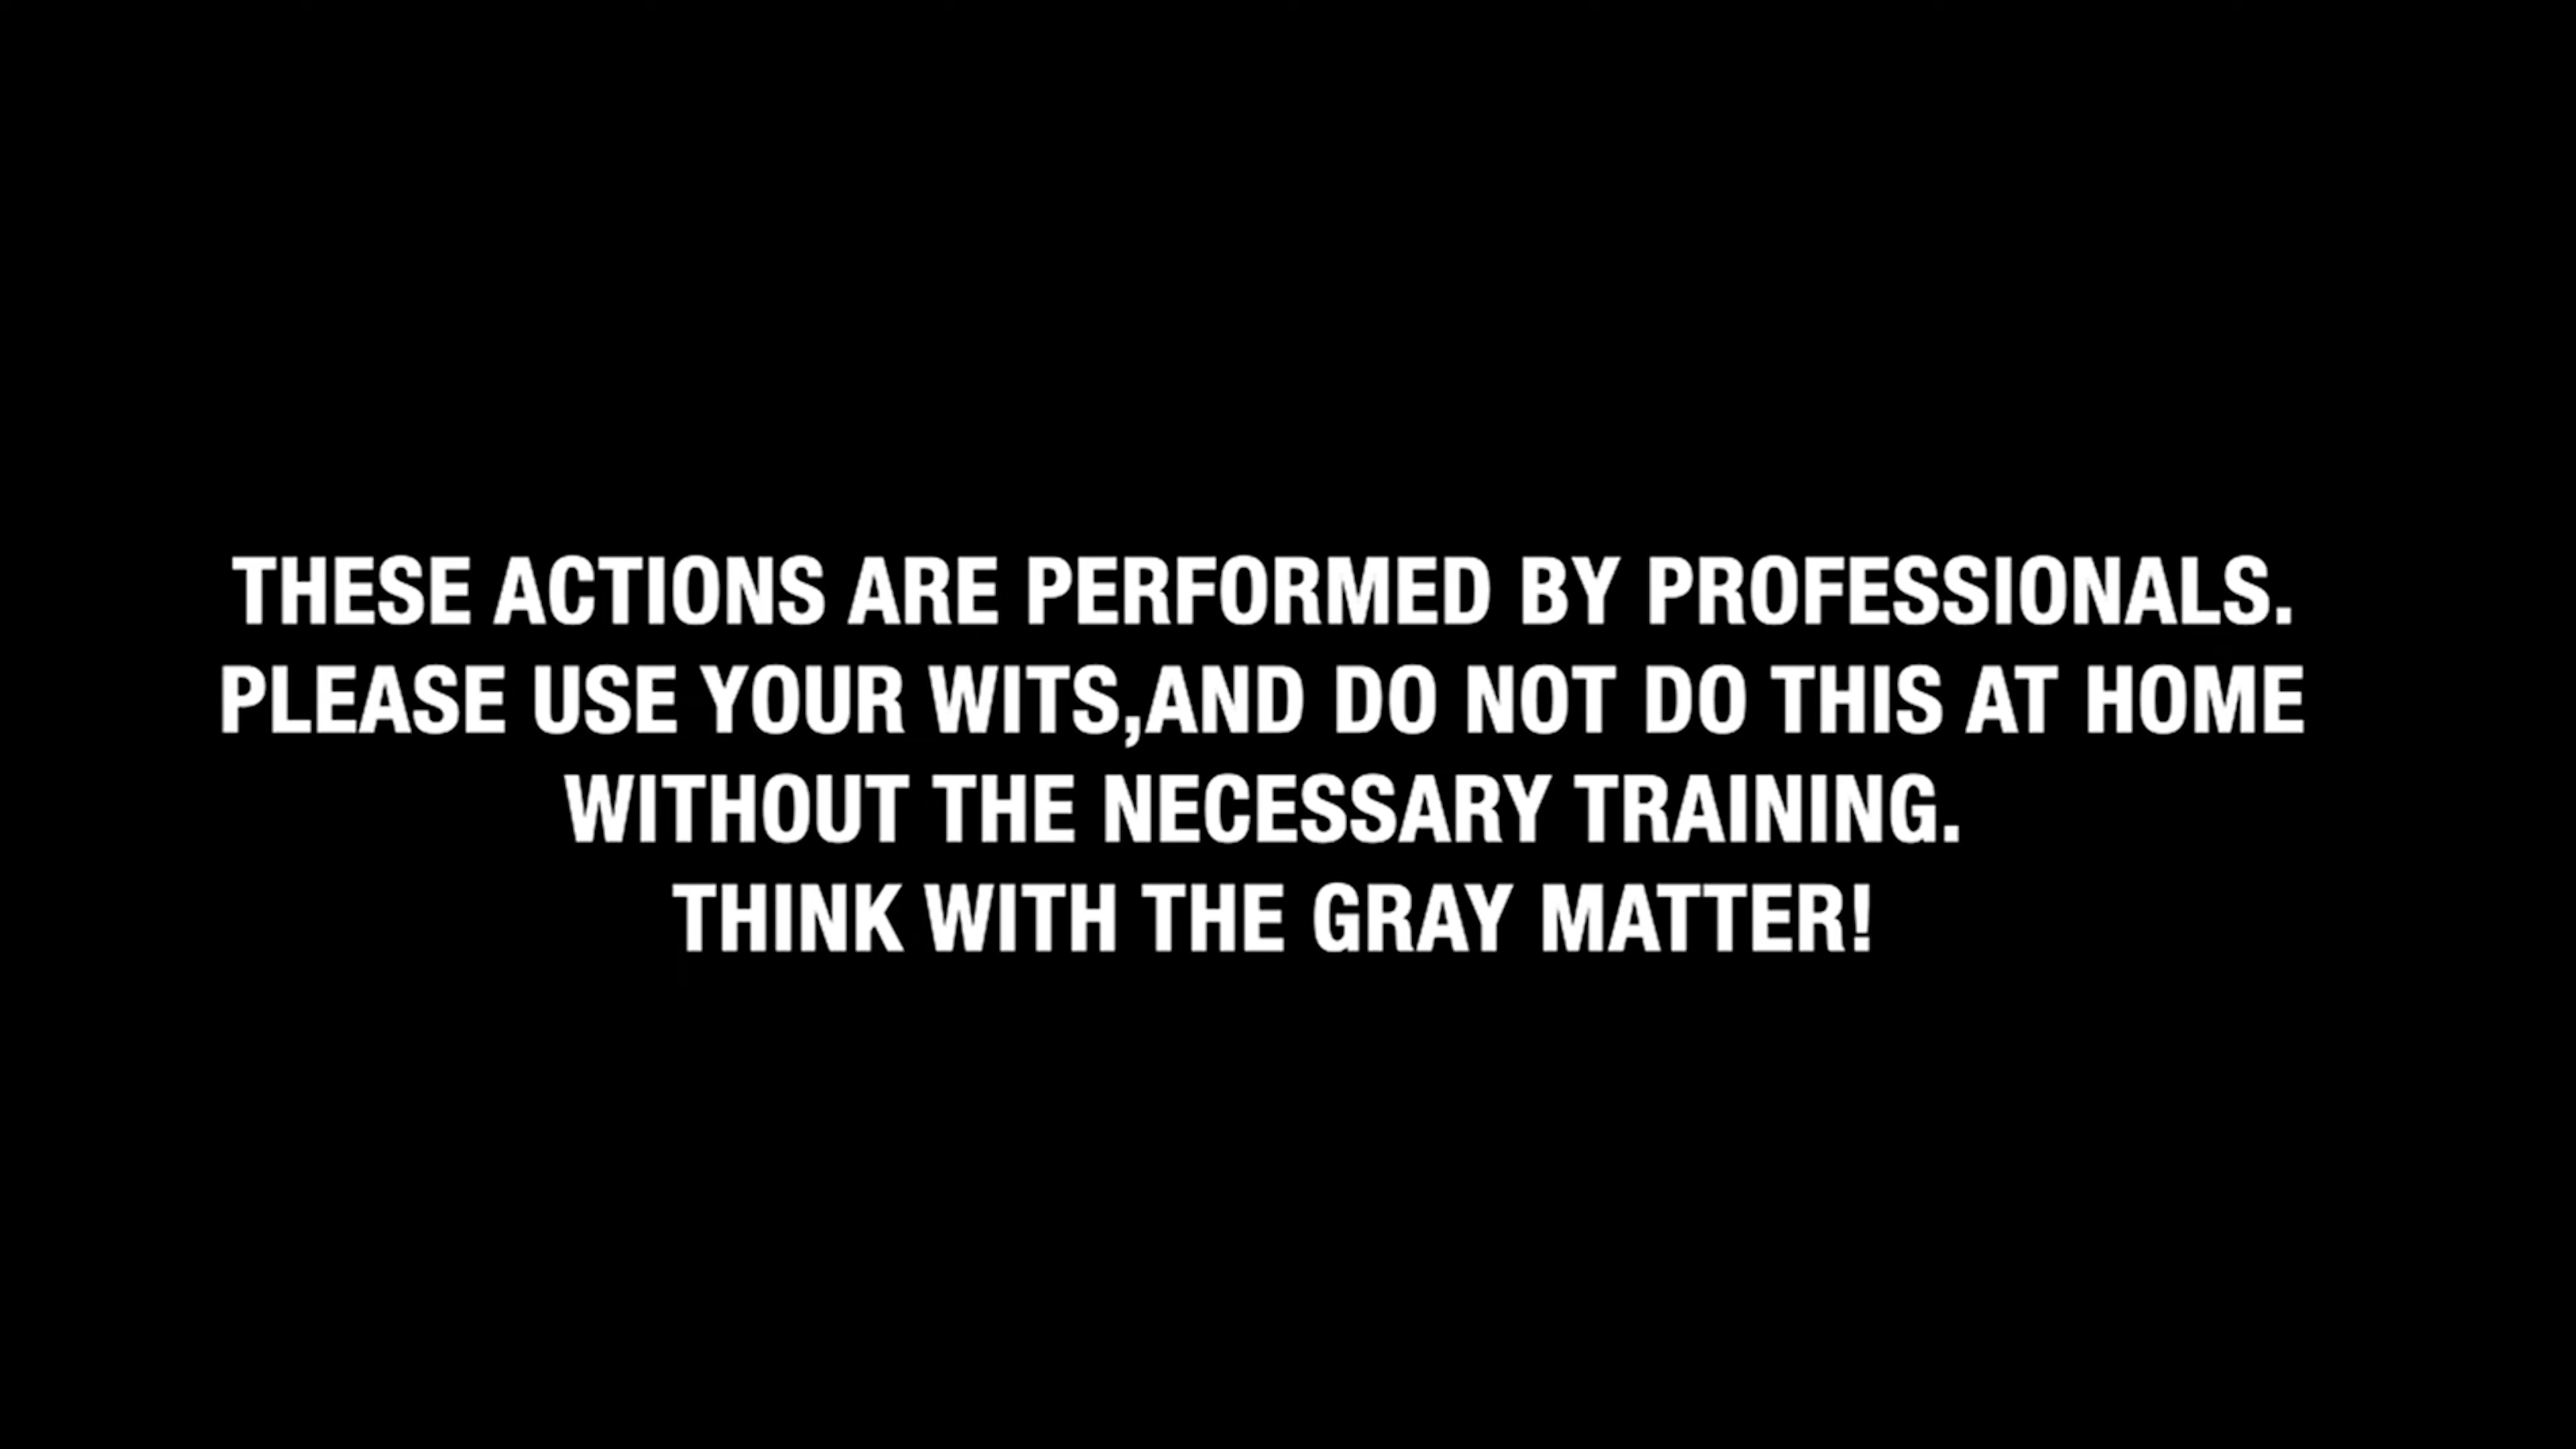 THESE ACTIONS ARE PERFORMED BY PROFESSIONALS.
PLEASE USE YOUR WITS,AND DO NOT DO THIS AT HOME
WITHOUT THE NECESSARY TRAINING.
THINK WITH THE GRAY MATTER!